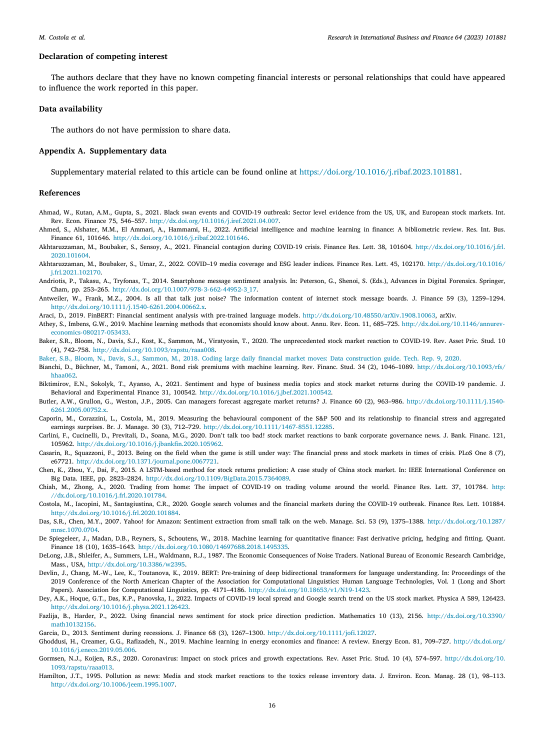 M. Costola et al.
Research in International Business and Finance 64 (2023) 101881
Declaration of competing interest
The authors declare that they have no known competing financial interests or personal relationships that could have appeared
to influence the work reported in this paper.
Data availability
The authors do not have permission to share data.
Appendix A. Supplementary data
Supplementary material related to this article can be found online at https://doi.org/10.1016/j.ribaf.2023.101881.
References
Ahmad, W., Kutan, A.M., Gupta, S., 2021. Black swan events and COVID-19 outbreak: Sector level evidence from the US, UK, and European stock markets. Int.
Rev. Econ. Finance 75, 546–557. http://dx.doi.org/10.1016/j.iref.2021.04.007.
Ahmed, S., Alshater, M.M., El Ammari, A., Hammami, H., 2022. Artificial intelligence and machine learning in finance: A bibliometric review. Res. Int. Bus.
Finance 61, 101646. http://dx.doi.org/10.1016/j.ribaf.2022.101646.
Akhtaruzzaman, M., Boubaker, S., Sensoy, A., 2021. Financial contagion during COVID-19 crisis. Finance Res. Lett. 38, 101604. http://dx.doi.org/10.1016/j.frl.
2020.101604.
Akhtaruzzaman, M., Boubaker, S., Umar, Z., 2022. COVID-19 media coverage and ESG leader indices. Finance Res. Lett. 45, 102170. http://dx.doi.org/10.1016/
j.frl.2021.102170.
Andriotis, P., Takasu, A., Tryfonas, T., 2014. Smartphone message sentiment analysis. In: Peterson, G., Shenoi, S. (Eds.), Advances in Digital Forensics. Springer,
Cham, pp. 253–265. http://dx.doi.org/10.1007/978-3-662-44952-3_17.
Antweiler, W., Frank, M.Z., 2004. Is all that talk just noise? The information content of internet stock message boards. J. Finance 59 (3), 1259–1294.
http://dx.doi.org/10.1111/j.1540-6261.2004.00662.x.
Araci, D., 2019. FinBERT: Financial sentiment analysis with pre-trained language models. http://dx.doi.org/10.48550/arXiv.1908.10063, arXiv.
Athey, S., Imbens, G.W., 2019. Machine learning methods that economists should know about. Annu. Rev. Econ. 11, 685–725. http://dx.doi.org/10.1146/annurev-
economics-080217-053433.
Baker, S.R., Bloom, N., Davis, S.J., Kost, K., Sammon, M., Viratyosin, T., 2020. The unprecedented stock market reaction to COVID-19. Rev. Asset Pric. Stud. 10
(4), 742–758. http://dx.doi.org/10.1093/rapstu/raaa008.
Baker, S.R., Bloom, N., Davis, S.J., Sammon, M., 2018. Coding large daily financial market moves: Data construction guide. Tech. Rep. 9, 2020.
Bianchi, D., Büchner, M., Tamoni, A., 2021. Bond risk premiums with machine learning. Rev. Financ. Stud. 34 (2), 1046–1089. http://dx.doi.org/10.1093/rfs/
hhaa062.
Biktimirov, E.N., Sokolyk, T., Ayanso, A., 2021. Sentiment and hype of business media topics and stock market returns during the COVID-19 pandemic. J.
Behavioral and Experimental Finance 31, 100542. http://dx.doi.org/10.1016/j.jbef.2021.100542.
Butler, A.W., Grullon, G., Weston, J.P., 2005. Can managers forecast aggregate market returns? J. Finance 60 (2), 963–986. http://dx.doi.org/10.1111/j.1540-
6261.2005.00752.x.
Caporin, M., Corazzini, L., Costola, M., 2019. Measuring the behavioural component of the S&P 500 and its relationship to financial stress and aggregated
earnings surprises. Br. J. Manage. 30 (3), 712–729. http://dx.doi.org/10.1111/1467-8551.12285.
Carlini, F., Cucinelli, D., Previtali, D., Soana, M.G., 2020. Don't talk too bad! stock market reactions to bank corporate governance news. J. Bank. Financ. 121,
105962. http://dx.doi.org/10.1016/j.jbankfin.2020.105962.
Casarin, R., Squazzoni, F., 2013. Being on the field when the game is still under way: The financial press and stock markets in times of crisis. PLoS One 8 (7),
e67721. http://dx.doi.org/10.1371/journal.pone.0067721.
Chen, K., Zhou, Y., Dai, F., 2015. A LSTM-based method for stock returns prediction: A case study of China stock market. In: IEEE International Conference on
Big Data. IEEE, pp. 2823–2824. http://dx.doi.org/10.1109/BigData.2015.7364089.
Chiah, M., Zhong, A., 2020. Trading from home: The impact of COVID-19 on trading volume around the world. Finance Res. Lett. 37, 101784. http:
//dx.doi.org/10.1016/j.frl.2020.101784.
Costola, M., Iacopini, M., Santagiustina, C.R., 2020. Google search volumes and the financial markets during the COVID-19 outbreak. Finance Res. Lett. 101884.
http://dx.doi.org/10.1016/j.frl.2020.101884.
Das, S.R., Chen, M.Y., 2007. Yahoo! for Amazon: Sentiment extraction from small talk on the web. Manage. Sci. 53 (9), 1375–1388. http://dx.doi.org/10.1287/
mnsc.1070.0704.
De Spiegeleer, J., Madan, D.B., Reyners, S., Schoutens, W., 2018. Machine learning for quantitative finance: Fast derivative pricing, hedging and fitting. Quant.
Finance 18 (10), 1635–1643. http://dx.doi.org/10.1080/14697688.2018.1495335.
DeLong, J.B., Shleifer, A., Summers, L.H., Waldmann, R.J., 1987. The Economic Consequences of Noise Traders. National Bureau of Economic Research Cambridge,
Mass., USA, http://dx.doi.org/10.3386/w2395.
Devlin, J., Chang, M.-W., Lee, K., Toutanova, K., 2019. BERT: Pre-training of deep bidirectional transformers for language understanding. In: Proceedings of the
2019 Conference of the North American Chapter of the Association for Computational Linguistics: Human Language Technologies, Vol. 1 (Long and Short
Papers). Association for Computational Linguistics, pp. 4171–4186. http://dx.doi.org/10.18653/v1/N19-1423.
Dey, A.K., Hoque, G.T., Das, K.P., Panovska, I., 2022. Impacts of COVID-19 local spread and Google search trend on the US stock market. Physica A 589, 126423.
http://dx.doi.org/10.1016/j.physa.2021.126423.
Fazlija, B., Harder, P., 2022. Using financial news sentiment for stock price direction prediction. Mathematics 10 (13), 2156. http://dx.doi.org/10.3390/
math10132156.
Garcia, D., 2013. Sentiment during recessions. J. Finance 68 (3), 1267–1300. http://dx.doi.org/10.1111/jofi.12027.
Ghoddusi, H., Creamer, G.G., Rafizadeh, N., 2019. Machine learning in energy economics and finance: A review. Energy Econ. 81, 709–727. http://dx.doi.org/
10.1016/j.eneco.2019.05.006.
Gormsen, N.J., Koijen, R.S., 2020. Coronavirus: Impact on stock prices and growth expectations. Rev. Asset Pric. Stud. 10 (4), 574–597. http://dx.doi.org/10.
1093/rapstu/raaa013.
Hamilton, J.T., 1995. Pollution as news: Media and stock market reactions to the toxics release inventory data. J. Environ. Econ. Manag. 28 (1), 98–113.
http://dx.doi.org/10.1006/jeem.1995.1007.
16